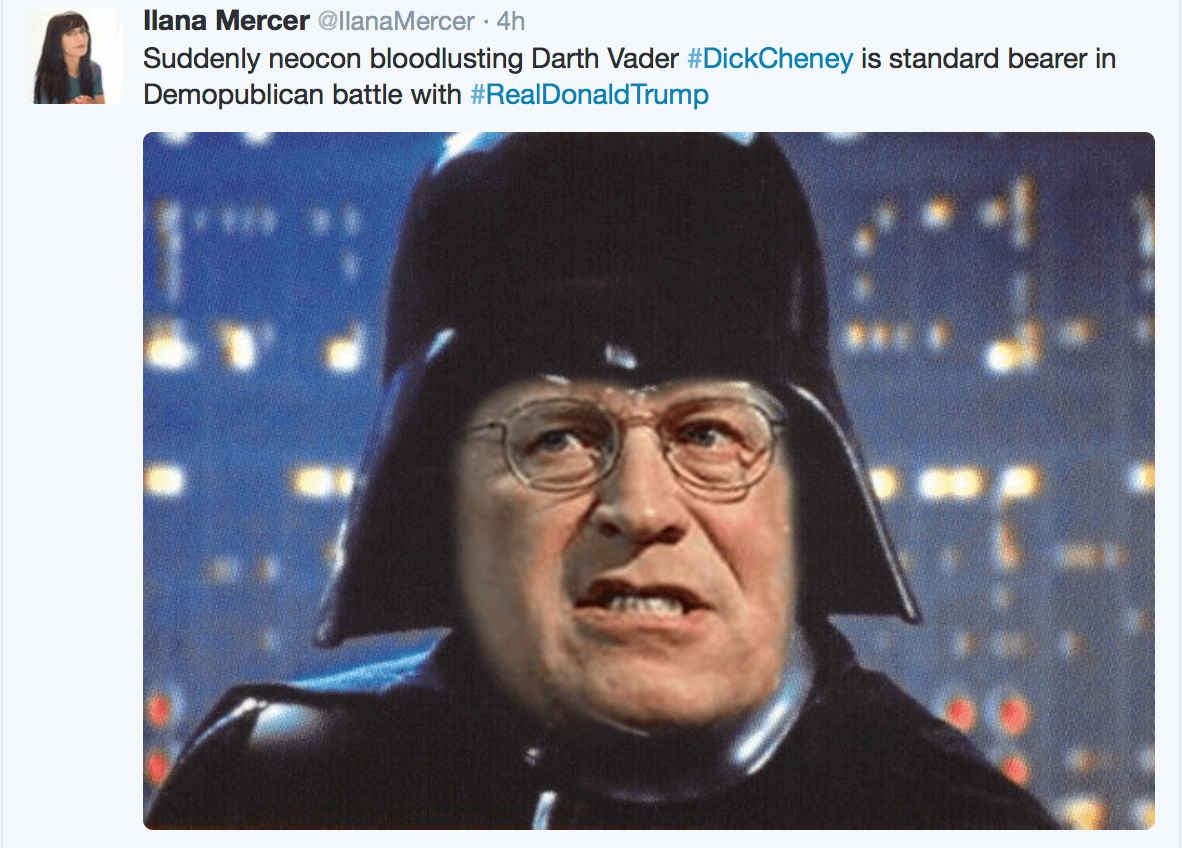 Ilana Mercer @IlanaMercer · 4h
Suddenly neocon bloodlusting Darth Vader #DickCheney is standard bearer in
Demopublican battle with #RealDonaldTrump